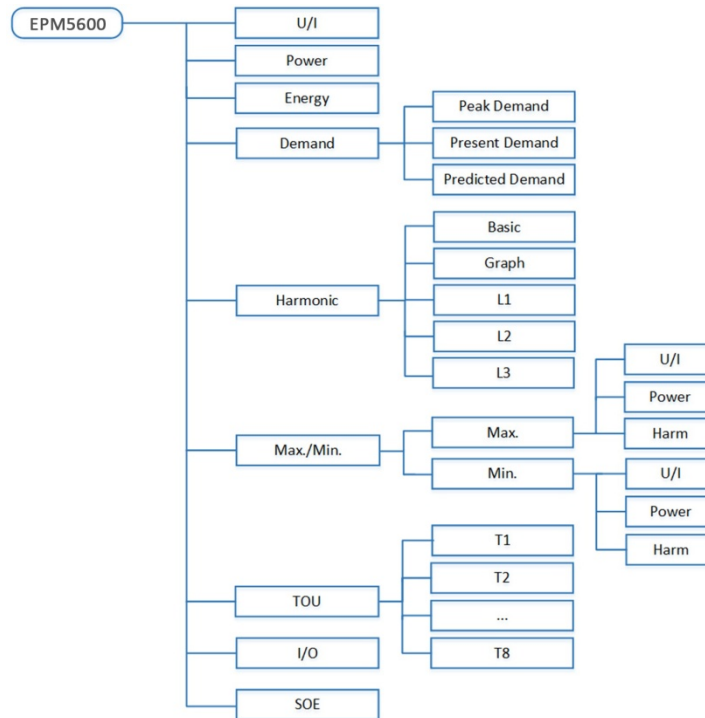 EPM5600
U/I
Power
Energy
Demand
Peak Demand
Present Demand
Predicted Demand
Harmonic
Basic
Graph
L1
L2
L3
Max./Min.
Max.
U/I
Power
Harm
Min.
U/I
Power
Harm
TOU
T1
T2
...
T8
I/O
SOE